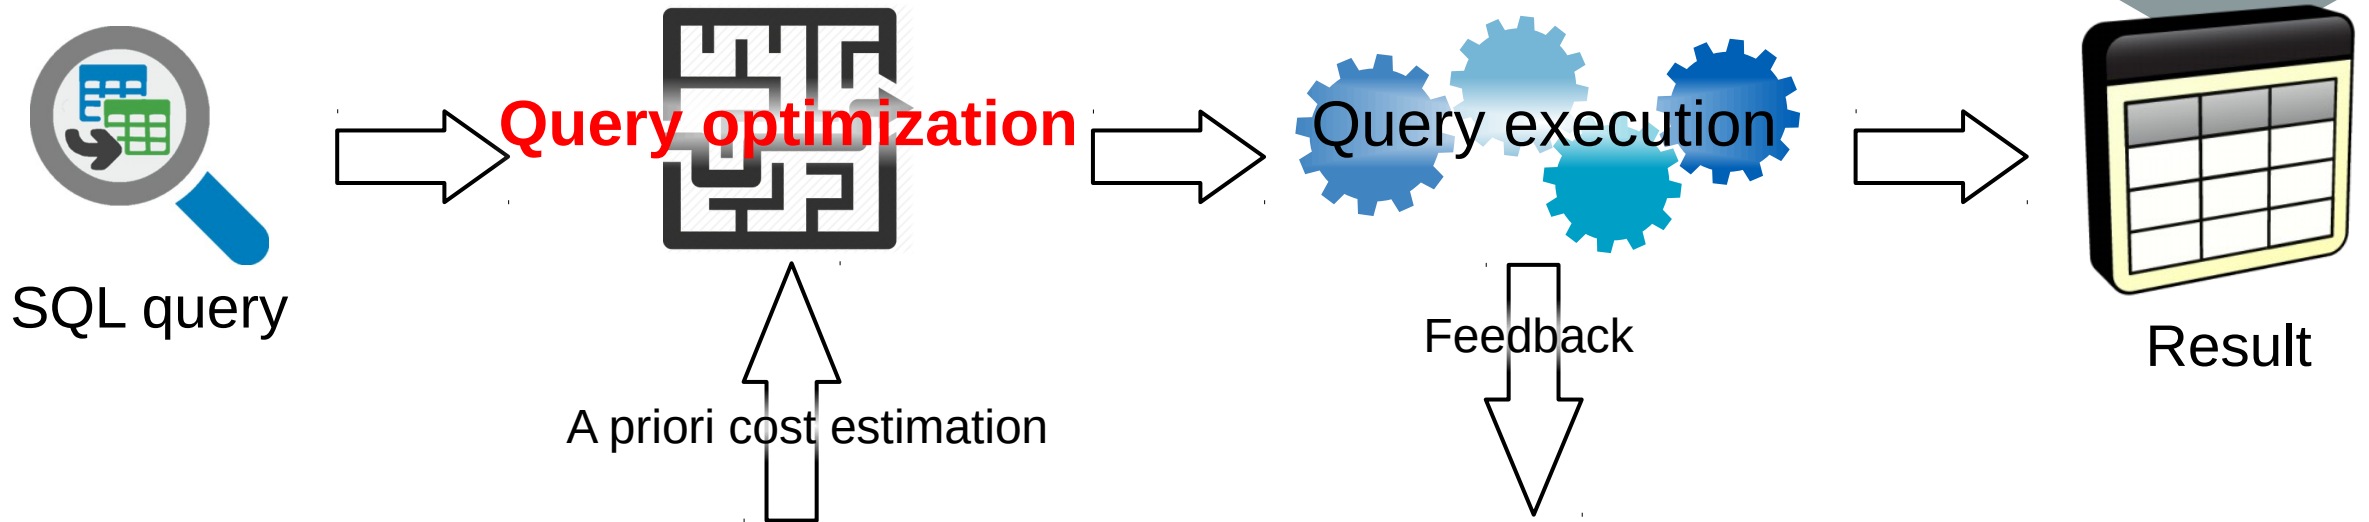 Query optimization
Query execution
SQL query
Feedback
Result
A priori cost estimation